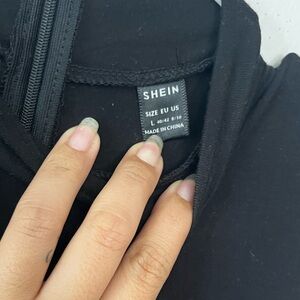 SHEIN
SIZE EU US
L 40/42 8/10
MADE IN CHINA